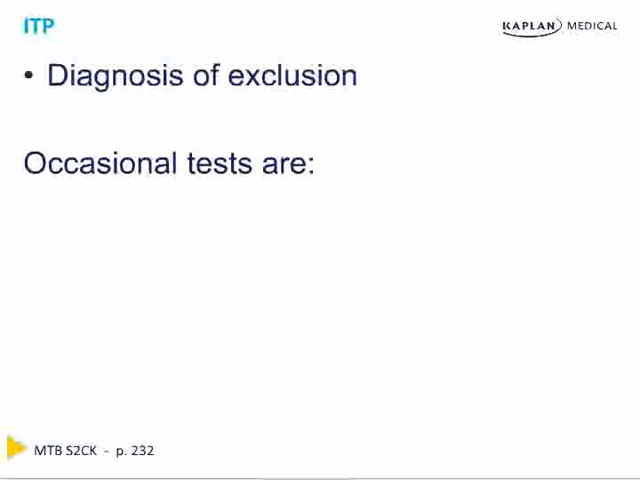 ITP
KAPLAN MEDICAL
• Diagnosis of exclusion
Occasional tests are:
MTB S2CK - p. 232